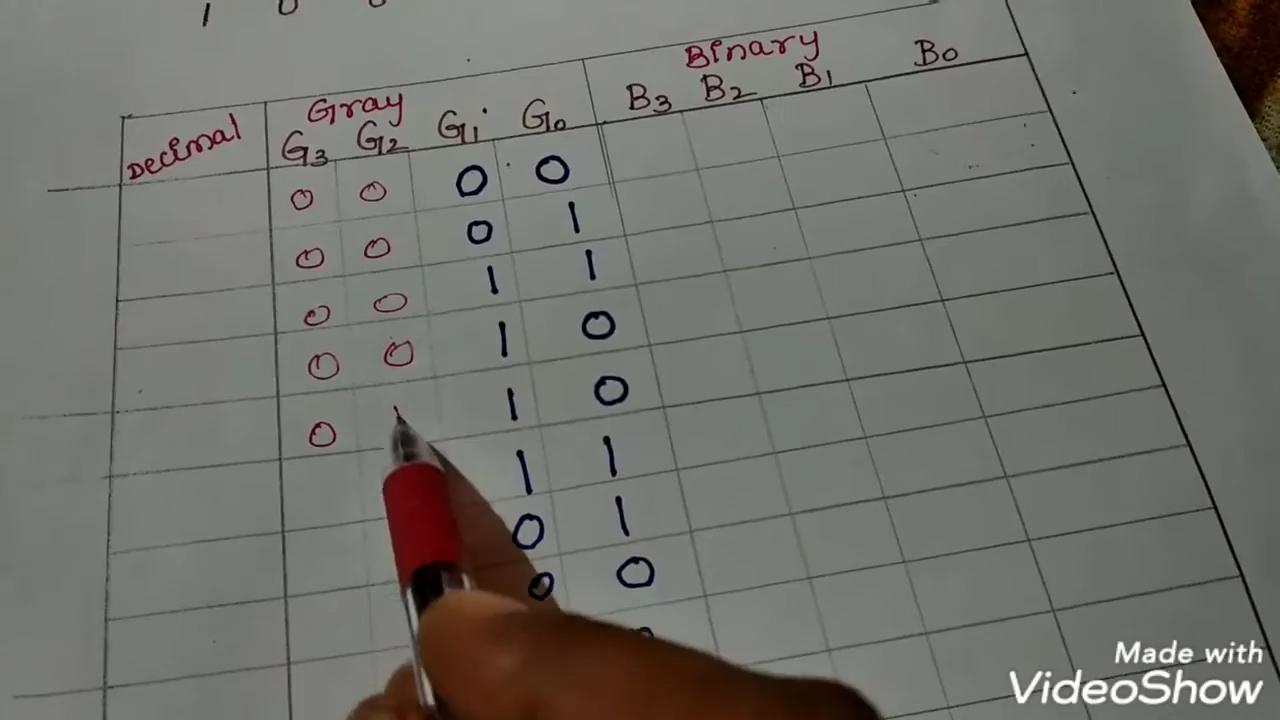 1 0 0
Gray Binary
Decimal G3 G2 G1 G0 B3 B2 B1 B0
0 0 0 0
0 0 0 1
0 0 1 1
0 0 1 0
0 1 1 0
1 1
0 1
0 0
Made with
VideoShow